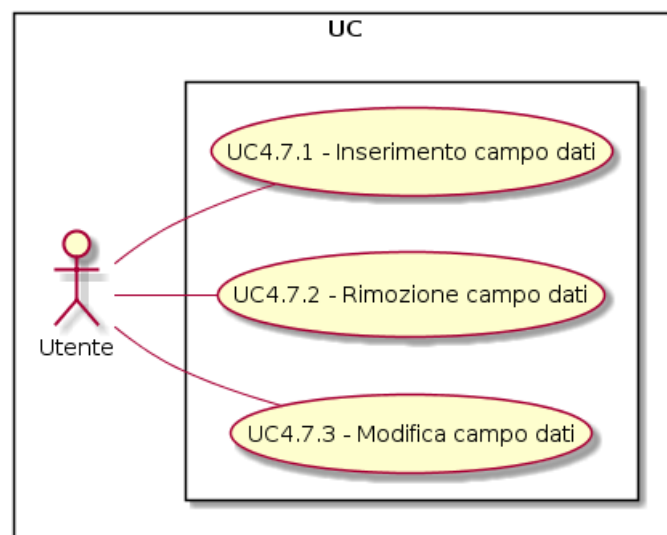 UC
UC4.7.1 - Inserimento campo dati
UC4.7.2 - Rimozione campo dati
Utente
UC4.7.3 - Modifica campo dati